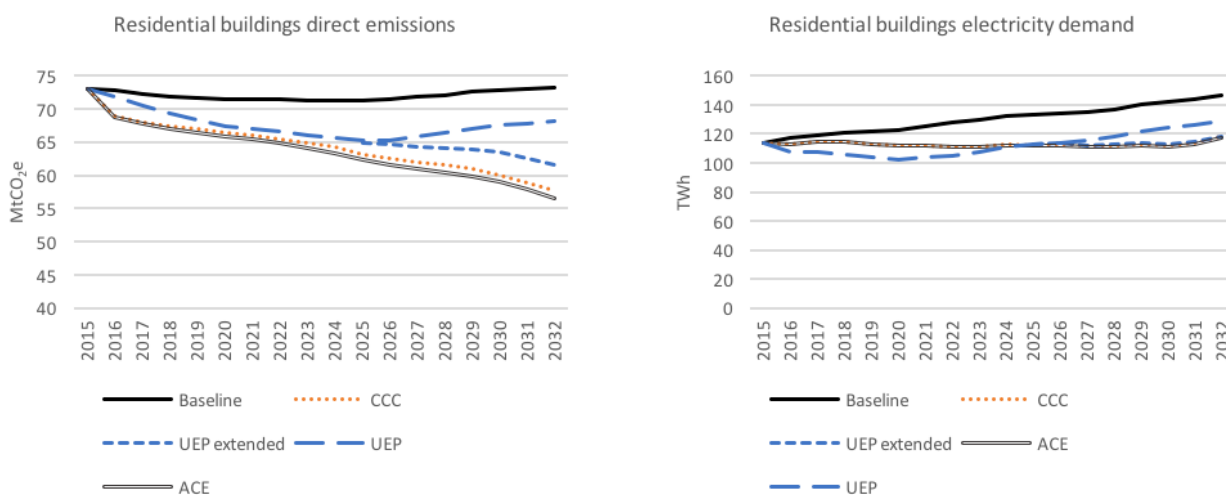 Residential buildings direct emissions
75
70
65
60
55
50
45
40
MtCO2e
2015 2016 2017 2018 2019 2020 2021 2022 2023 2024 2025 2026 2027 2028 2029 2030 2031 2032
Baseline CCC
UEP extended UEP
ACE
Residential buildings electricity demand
160
140
120
100
80
60
40
20
0
TWh
2015 2016 2017 2018 2019 2020 2021 2022 2023 2024 2025 2026 2027 2028 2029 2030 2031 2032
Baseline CCC
UEP extended ACE
UEP